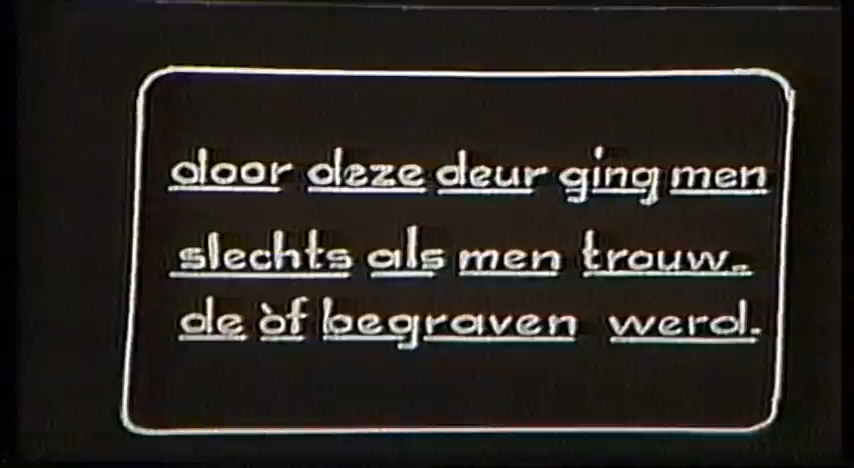 door deze deur ging men
slechts als men trouw-
de òf begraven werd.